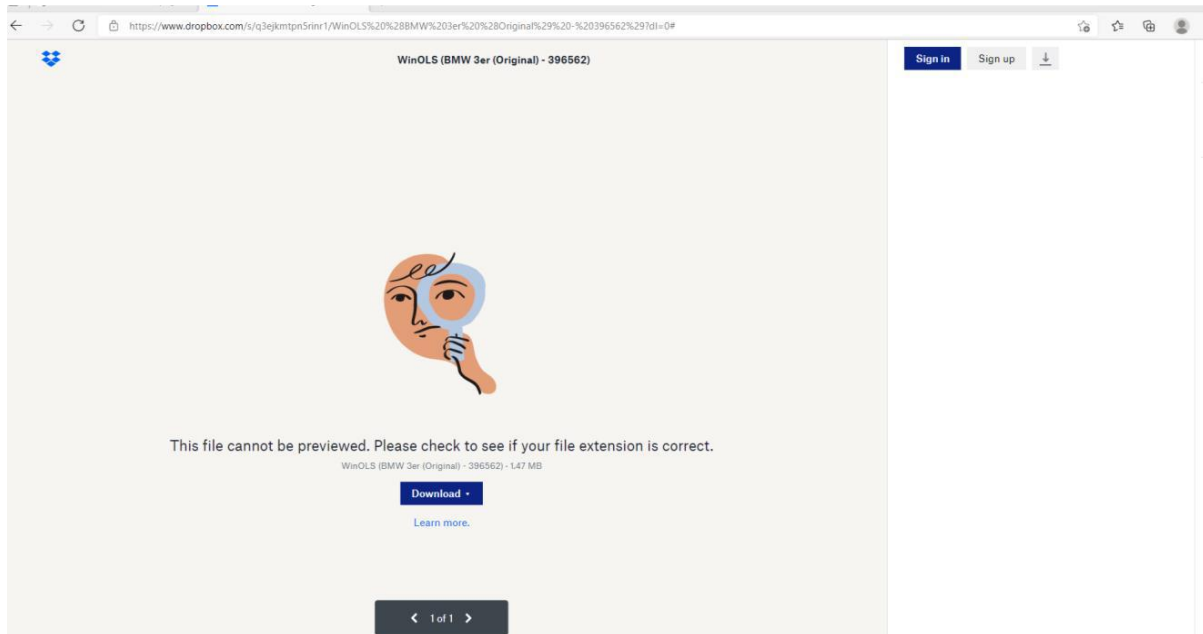 https://www.dropbox.com/s/q3ejkmtpn5rinr1/WinOLS%20%28BMW%203er%20%28Original%29%20-%20396562%29?dl=0#
WinOLS (BMW 3er (Original) - 396562)
Sign in
Sign up
This file cannot be previewed. Please check to see if your file extension is correct.
WinOLS (BMW 3er (Original) - 396562) · 1.47 MB
Download
Learn more.
1 of 1